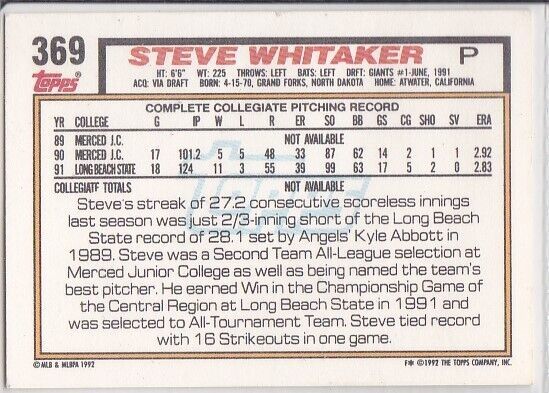 369 STEVE WHITAKER P
Topps HT: 6'6" WT: 225 THROWS: LEFT BATS: LEFT DRFT: GIANTS #1-JUNE, 1991
ACQ: VIA DRAFT BORN: 4-15-70, GRAND FORKS, NORTH DAKOTA HOME: ATWATER, CALIFORNIA
COMPLETE COLLEGIATE PITCHING RECORD
YR COLLEGE G IP W L R ER SO BB GS CG SHO SV ERA
89 MERCED J.C. NOT AVAILABLE
90 MERCED J.C. 17 101.2 5 5 48 33 87 62 14 2 1 1 2.92
91 LONG BEACH STATE 18 124 11 3 55 39 99 63 17 5 2 0 2.83
COLLEGIATE TOTALS NOT AVAILABLE
Steve's streak of 27.2 consecutive scoreless innings
last season was just 2/3-inning short of the Long Beach
State record of 28.1 set by Angels' Kyle Abbott in
1989. Steve was a Second Team All-League selection at
Merced Junior College as well as being named the team's
best pitcher. He earned Win in the Championship Game of
the Central Region at Long Beach State in 1991 and
was selected to All-Tournament Team. Steve tied record
with 16 Strikeouts in one game.
©MLB & MLBPA 1992 F* ©1992 THE TOPPS COMPANY, INC.